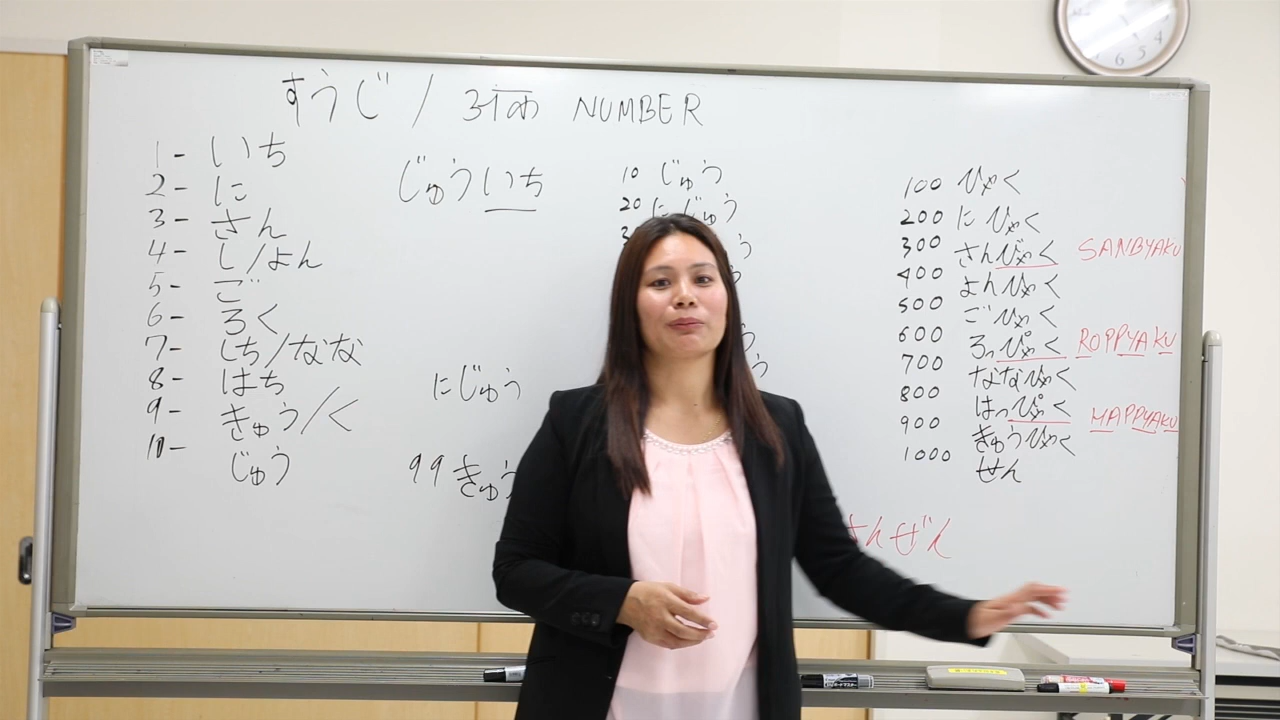 すうじ / NUMBER
1- いち
2- に
3- さん
4- し/よん
5- ご
6- ろく
7- しち/なな
8- はち
9- きゅう/く
10- じゅう
じゅういち
にじゅう
99 きゅう
10 じゅう
20 にじゅう
100 ひゃく
200 にひゃく
300 さんびゃく SANBYAKU
400 よんひゃく
500 ごひゃく
600 ろっぴゃく ROPPYAKU
700 ななひゃく
800 はっぴゃく HAPPYAKU
900 きゅうひゃく
1000 せん
さんぜん